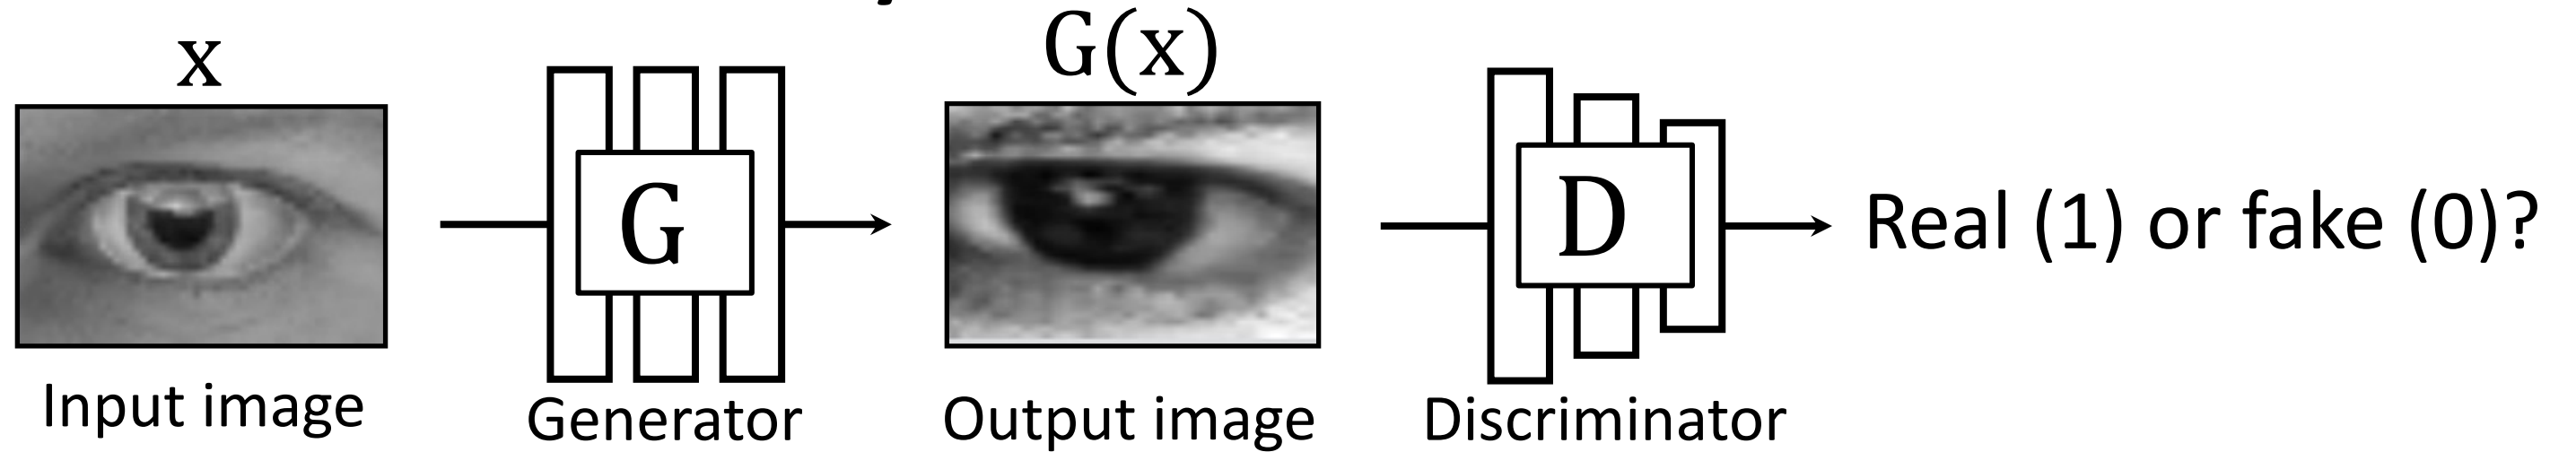 x
G(x)
G
D
Real (1) or fake (0)?
Input image
Generator
Output image
Discriminator